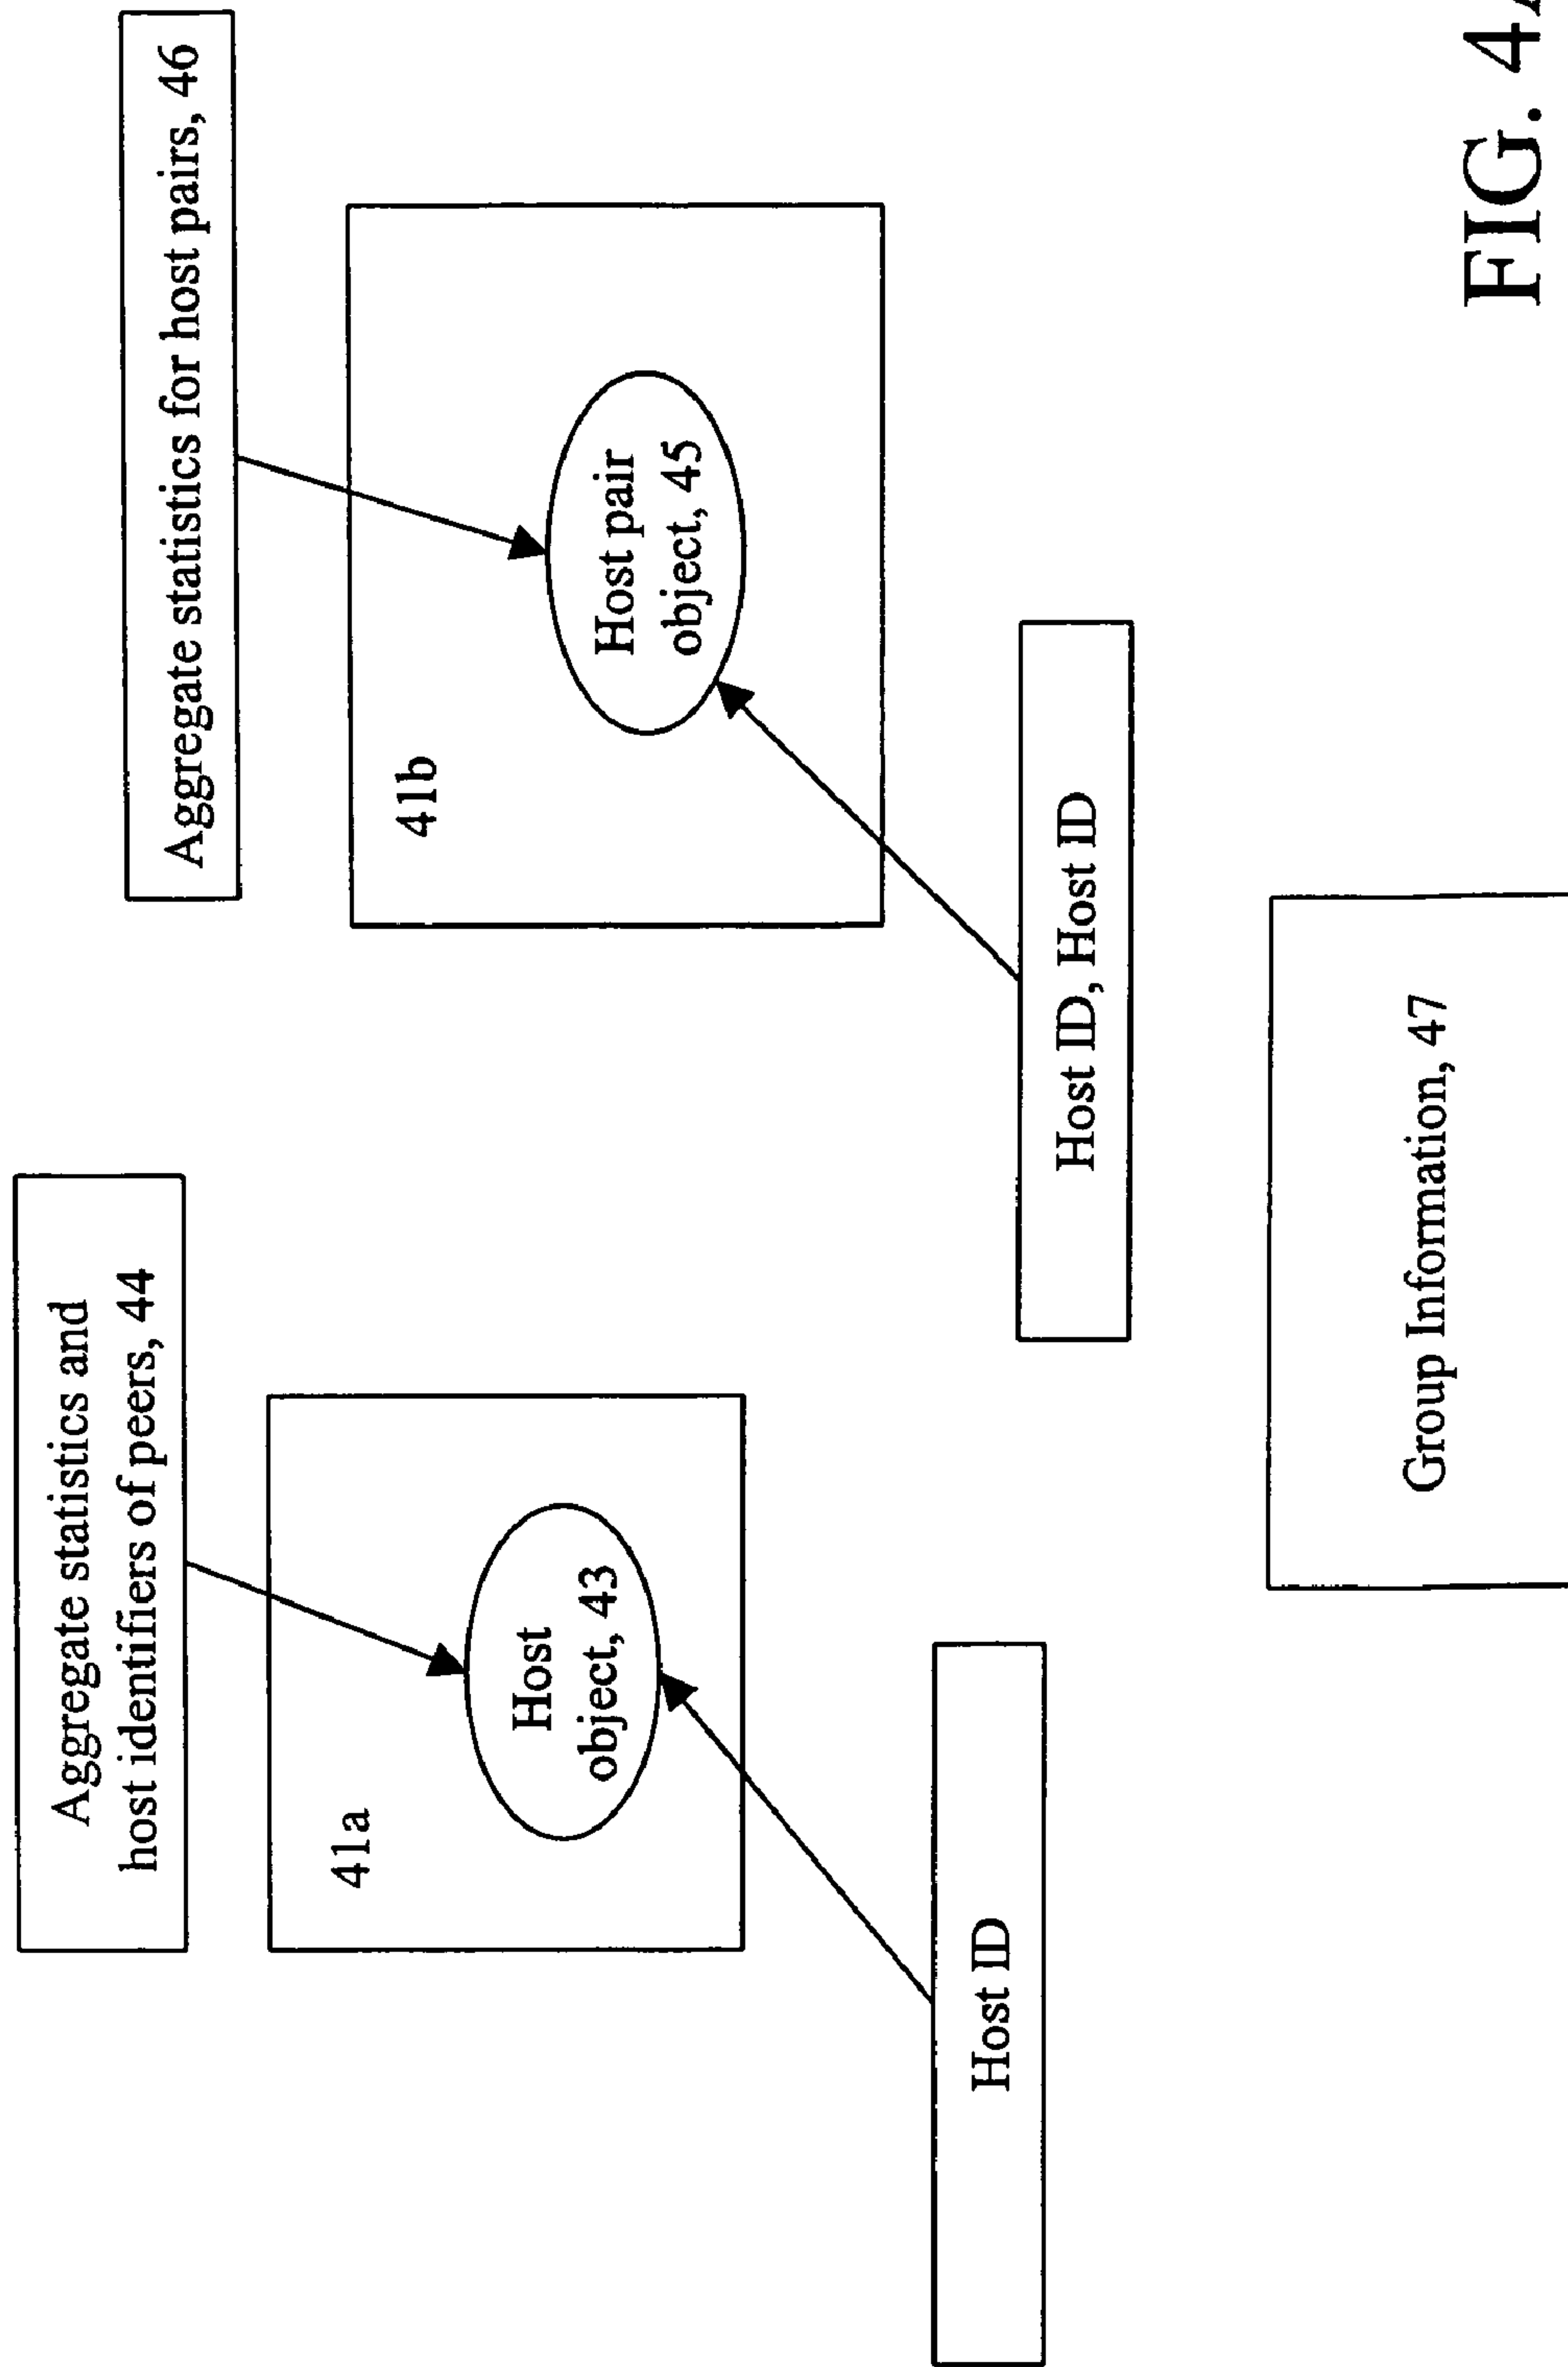 Aggregate statistics and
host identifiers of peers, 44
41a
Host
object, 43
Host ID
Aggregate statistics for host pairs, 46
41b
Host pair
object, 45
Host ID, Host ID
Group Information, 47
FIG. 4A